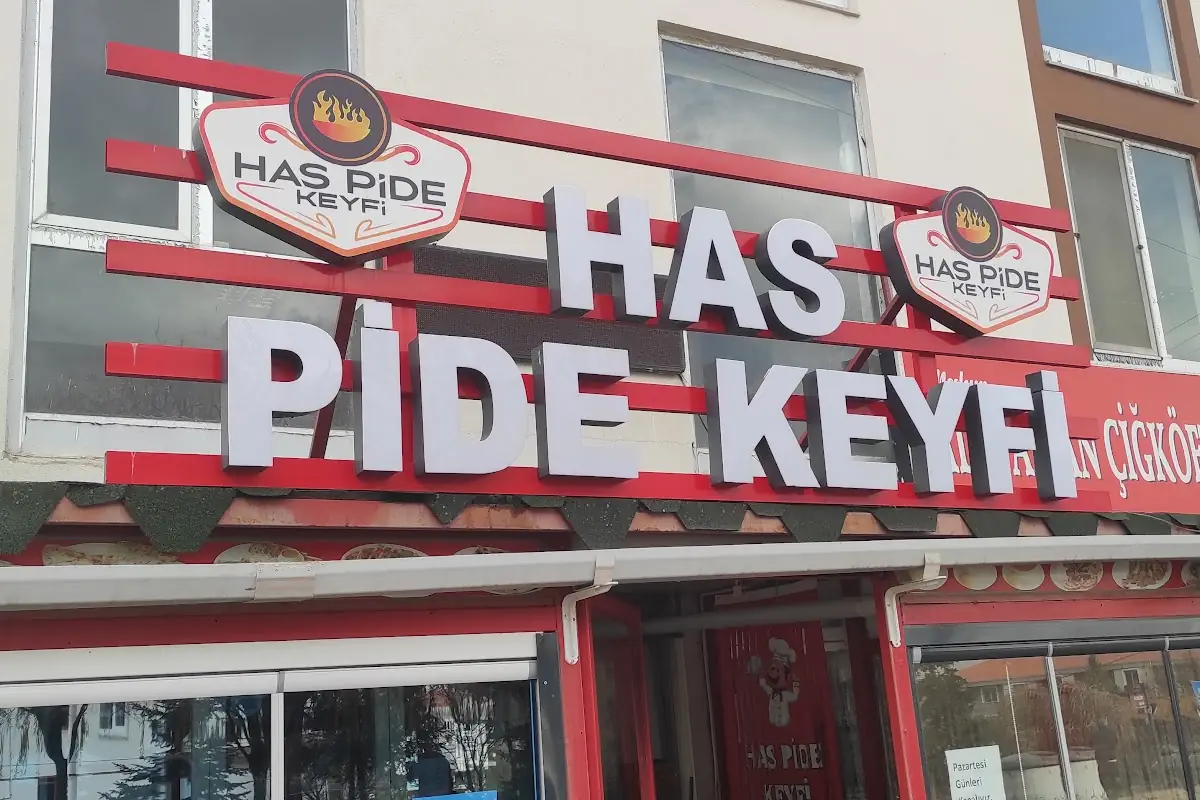 HAS PİDE
KEYFİ
HAS
PİDE KEYFİ
HAS PİDE
KEYFİ
ÇİĞKÖF
HAS PİDE
KEYFİ
Pazartesi
Günleri